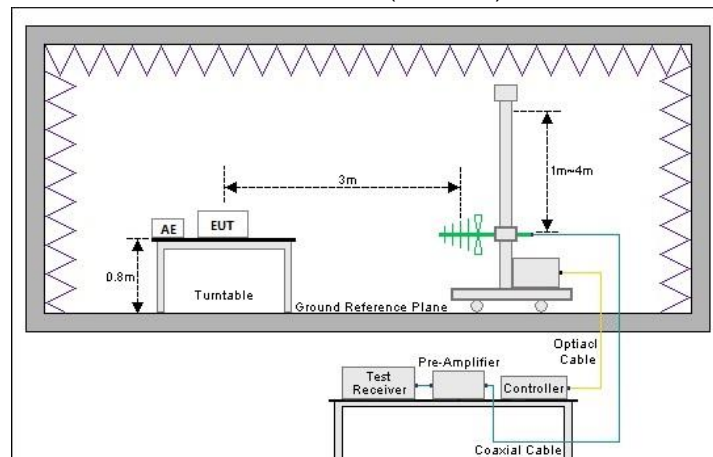 1m~4m
3m
AE
EUT
0.8m
Turntable
Ground Reference Plane
Optiacl
Cable
Pre-Amplifier
Test
Receiver
Controller
Coaxial Cable